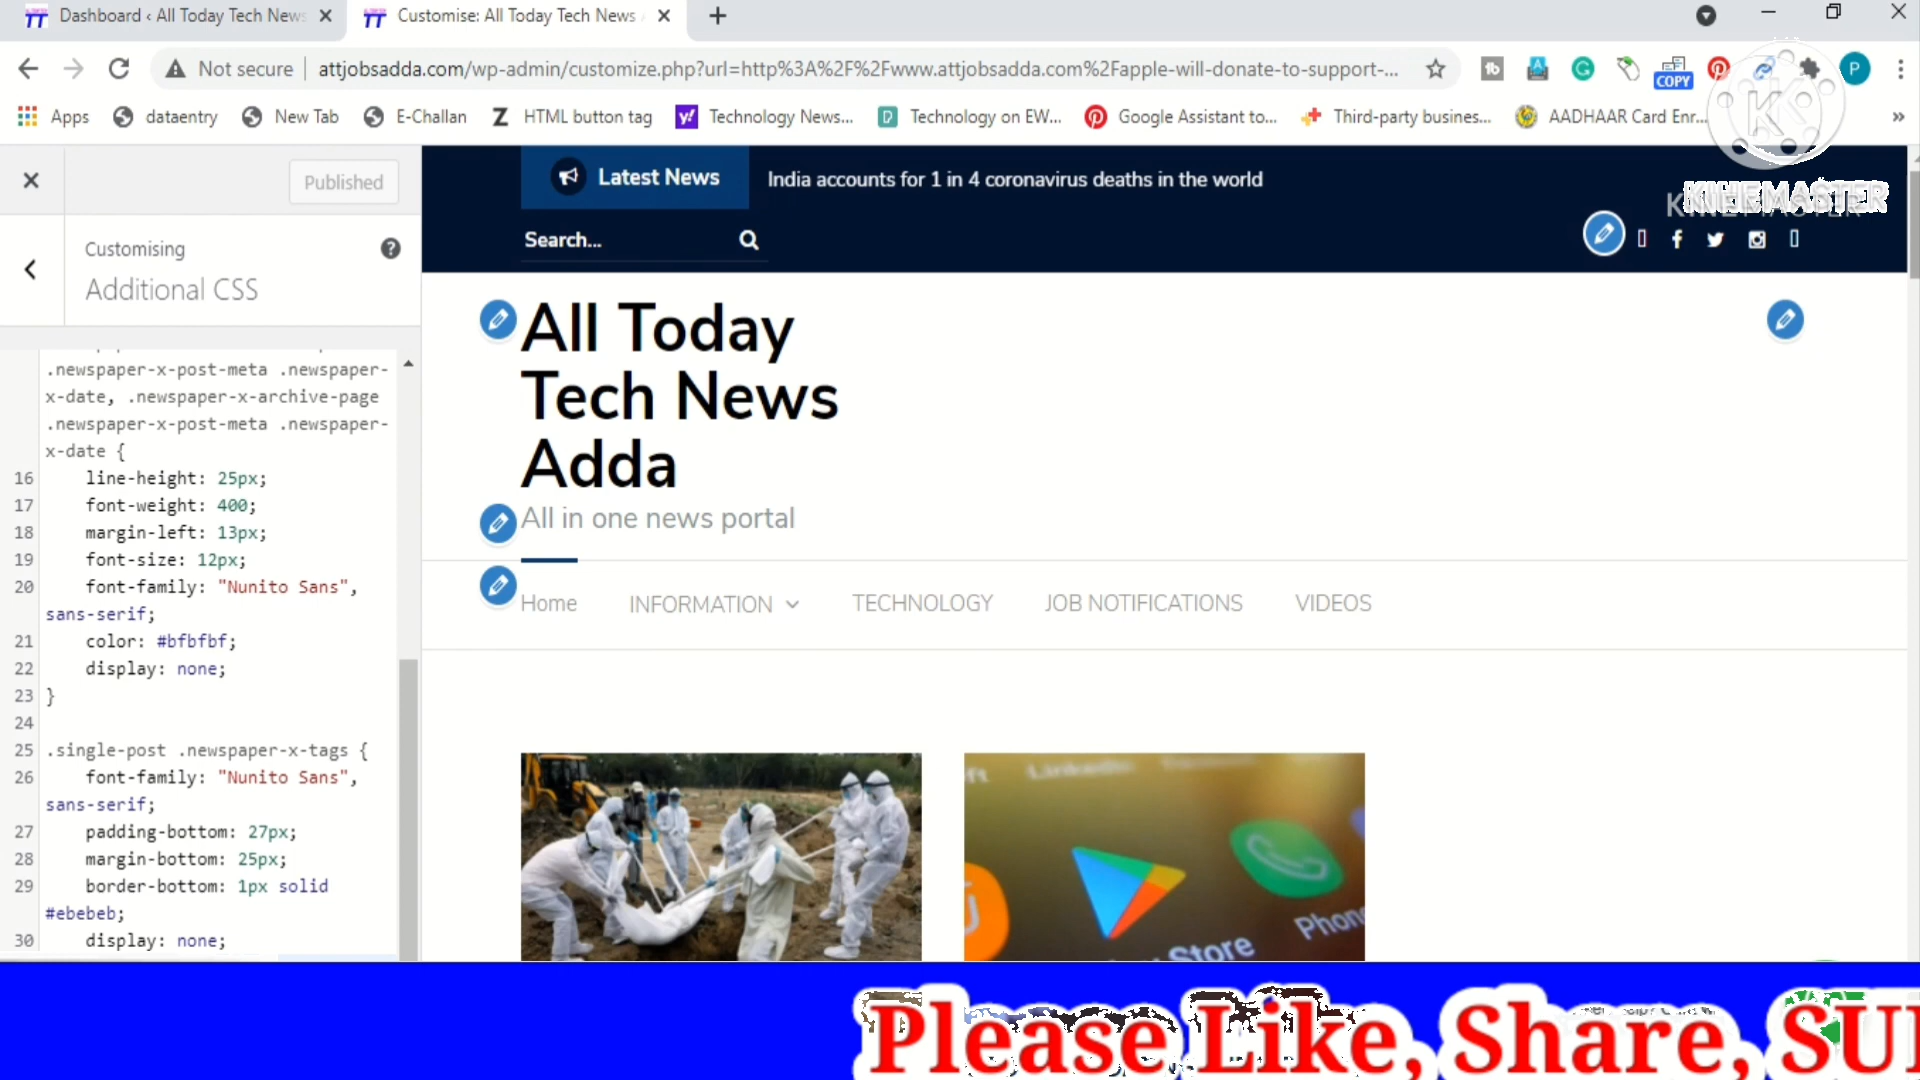 Dashboard ‹ All Today Tech News
Customise: All Today Tech News
Not secure
attjobsadda.com/wp-admin/customize.php?url=http%3A%2F%2Fwww.attjobsadda.com%2Fapple-will-donate-to-support-...
COPY
P
Apps
dataentry
New Tab
E-Challan
HTML button tag
Technology News...
Technology on EW...
Google Assistant to...
Third-party busines...
AADHAAR Card Enr...
»
KINEMASTER
Published
Latest News
India accounts for 1 in 4 coronavirus deaths in the world
Search...
Customising
Additional CSS
All Today
Tech News
Adda
All in one news portal
Home
INFORMATION
TECHNOLOGY
JOB NOTIFICATIONS
VIDEOS
.newspaper-x-post-meta .newspaper-
x-date, .newspaper-x-archive-page
.newspaper-x-post-meta .newspaper-
x-date {
16 line-height: 25px;
17 font-weight: 400;
18 margin-left: 13px;
19 font-size: 12px;
20 font-family: "Nunito Sans",
sans-serif;
21 color: #bfbfbf;
22 display: none;
23 }
24
25 .single-post .newspaper-x-tags {
26 font-family: "Nunito Sans",
sans-serif;
27 padding-bottom: 27px;
28 margin-bottom: 25px;
29 border-bottom: 1px solid
#ebebeb;
30 display: none;
Store
Phon
Please Like, Share, SU